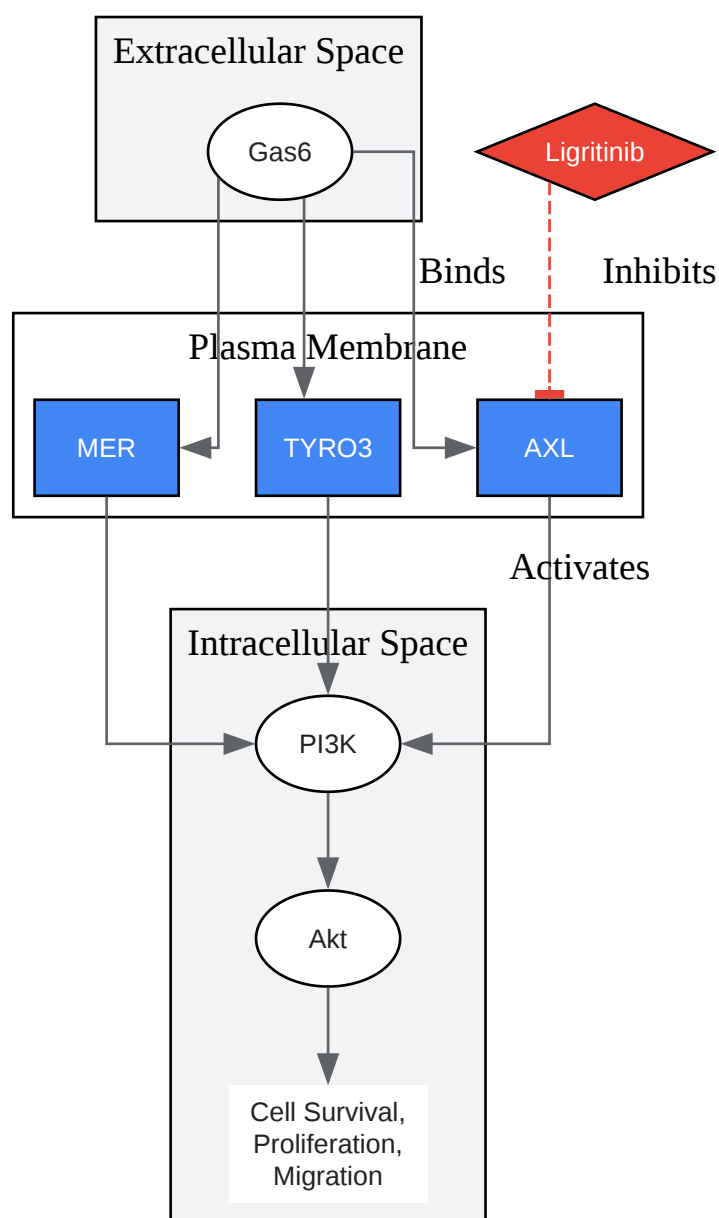 Extracellular Space
Gas6
Ligritinib
Binds
Inhibits
Plasma Membrane
MER
TYRO3
AXL
Activates
Intracellular Space
PI3K
Akt
Cell Survival,
Proliferation,
Migration